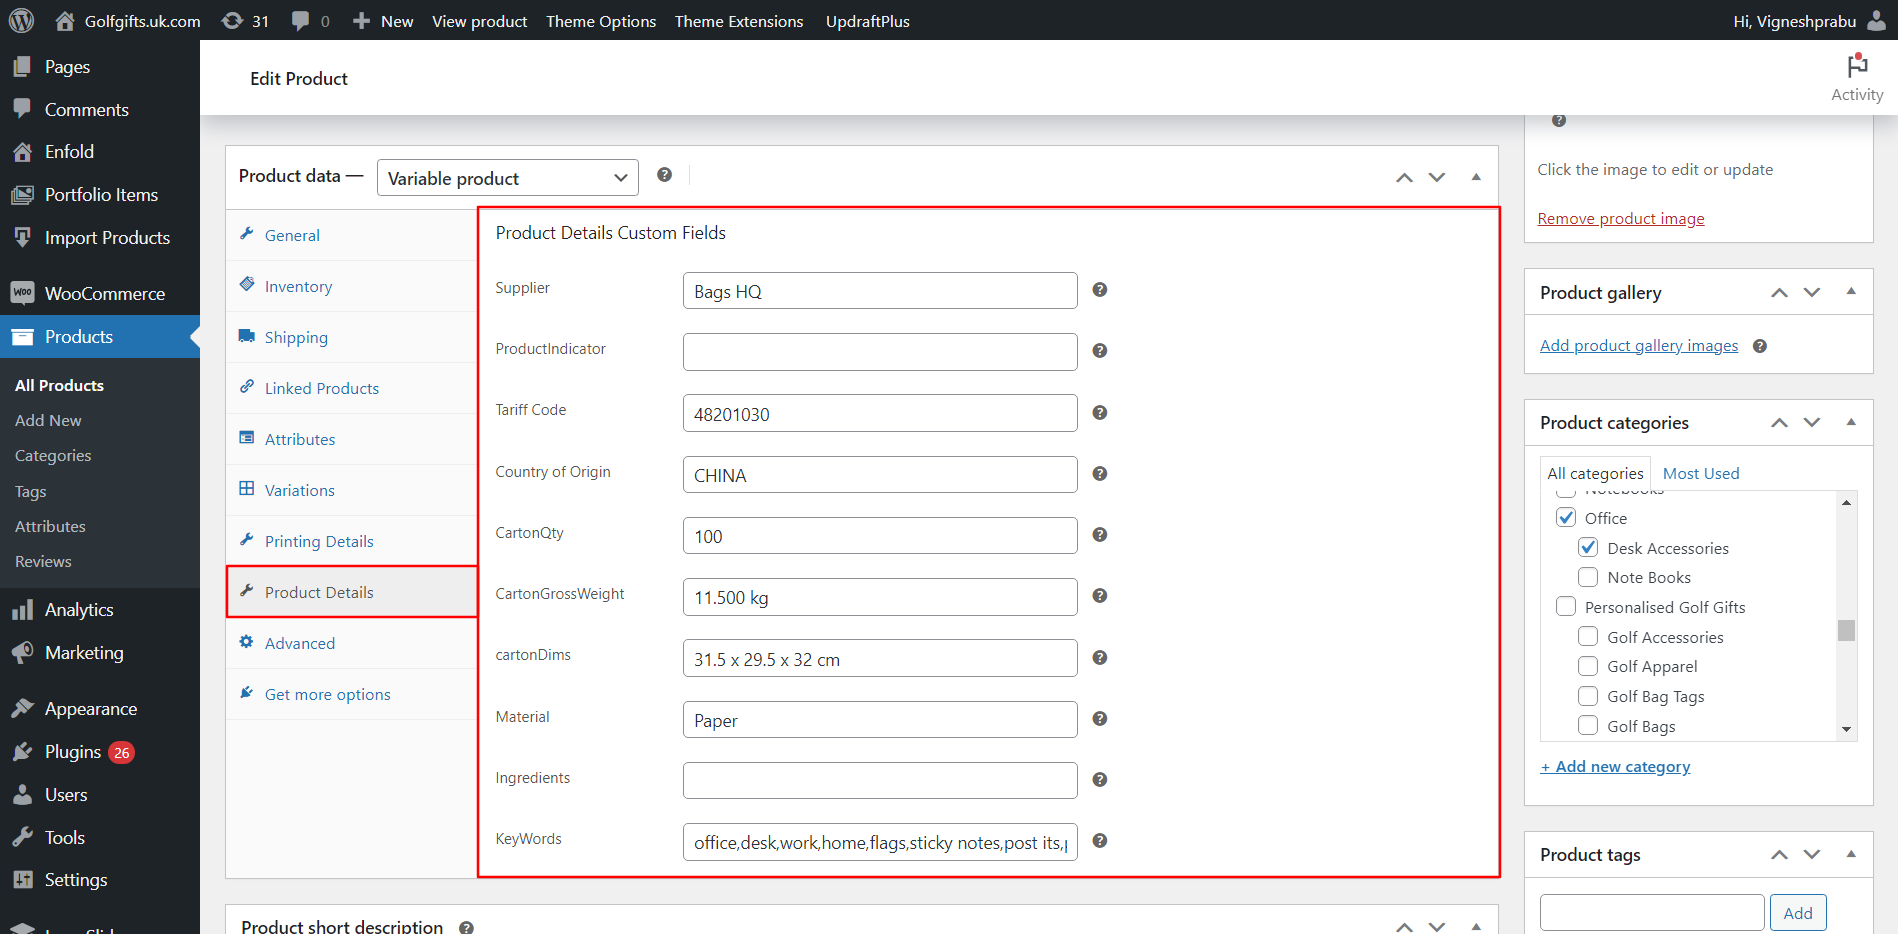 Golfgifts.uk.com 31 0 New View product Theme Options Theme Extensions UpdraftPlus Hi, Vigneshprabu
Pages
Comments
Enfold
Portfolio Items
Import Products
WooCommerce
Products
All Products
Add New
Categories
Tags
Attributes
Reviews
Analytics
Marketing
Appearance
Plugins 26
Users
Tools
Settings
Edit Product
Activity
Product data — Variable product
General
Inventory
Shipping
Linked Products
Attributes
Variations
Printing Details
Product Details
Advanced
Get more options
Product Details Custom Fields
Supplier Bags HQ
ProductIndicator
Tariff Code 48201030
Country of Origin CHINA
CartonQty 100
CartonGrossWeight 11.500 kg
cartonDims 31.5 x 29.5 x 32 cm
Material Paper
Ingredients
KeyWords office,desk,work,home,flags,sticky notes,post its,
Product short description
Click the image to edit or update
Remove product image
Product gallery
Add product gallery images
Product categories
All categories Most Used
Notebooks
Office
Desk Accessories
Note Books
Personalised Golf Gifts
Golf Accessories
Golf Apparel
Golf Bag Tags
Golf Bags
+ Add new category
Product tags
Add